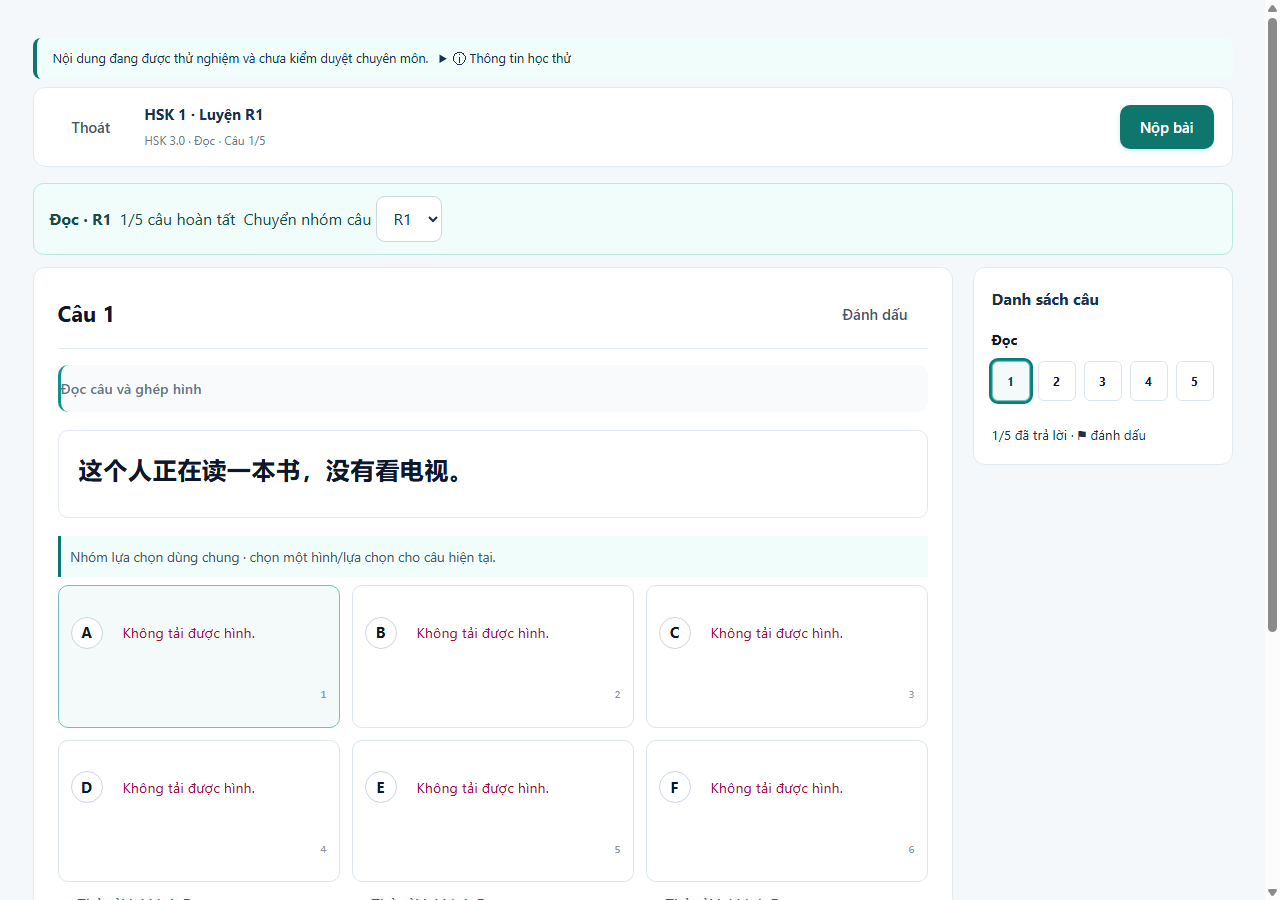 Nội dung đang được thử nghiệm và chưa kiểm duyệt chuyên môn. ▶ ⓘ Thông tin học thử
Thoát
HSK 1 · Luyện R1
HSK 3.0 · Đọc · Câu 1/5
Nộp bài
Đọc · R1 1/5 câu hoàn tất Chuyển nhóm câu R1
Câu 1
Đánh dấu
Đọc câu và ghép hình
这个人正在读一本书，没有看电视。
Nhóm lựa chọn dùng chung · chọn một hình/lựa chọn cho câu hiện tại.
A Không tải được hình.
1
B Không tải được hình.
2
C Không tải được hình.
3
D Không tải được hình.
4
E Không tải được hình.
5
F Không tải được hình.
6
Danh sách câu
Đọc
1 2 3 4 5
1/5 đã trả lời · ⚑ đánh dấu